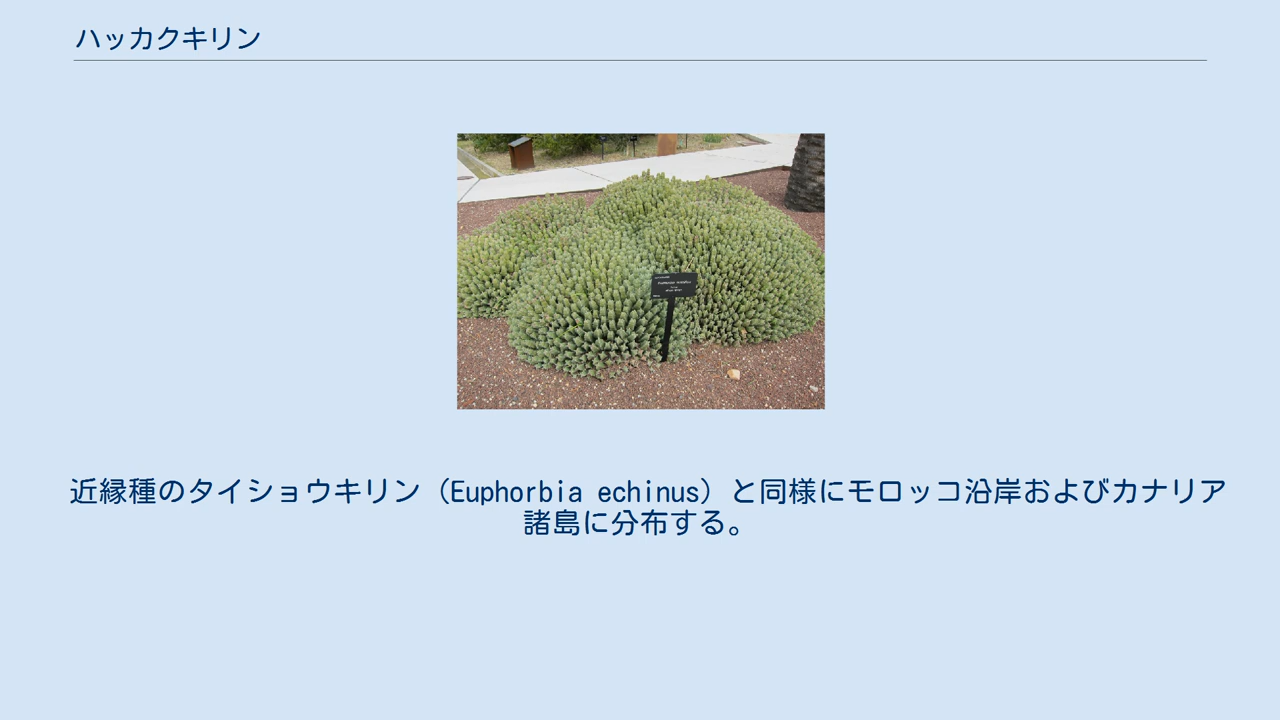 ハッカクキリン
近縁種のタイショウキリン（Euphorbia echinus）と同様にモロッコ沿岸およびカナリア
諸島に分布する。